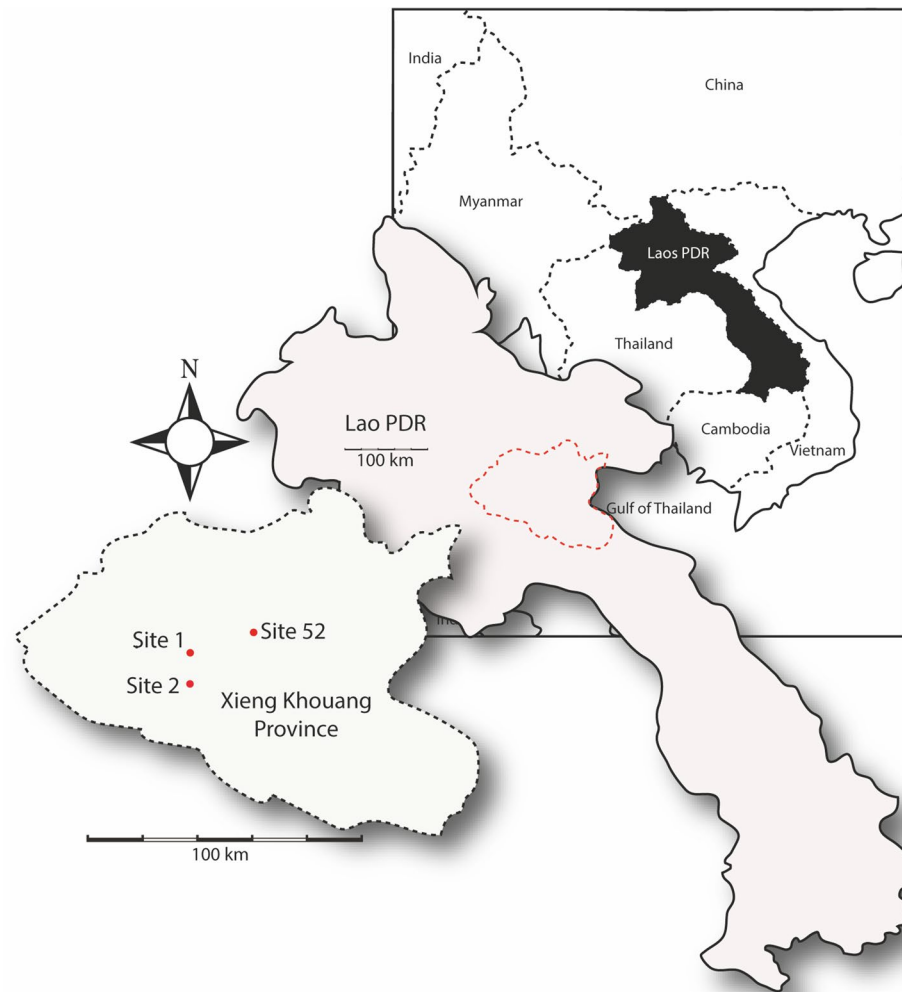 India
China
Myanmar
Laos PDR
Thailand
Cambodia
Vietnam
Gulf of Thailand
N
Lao PDR
100 km
Site 52
Site 1
Site 2
Xieng Khouang
Province
100 km